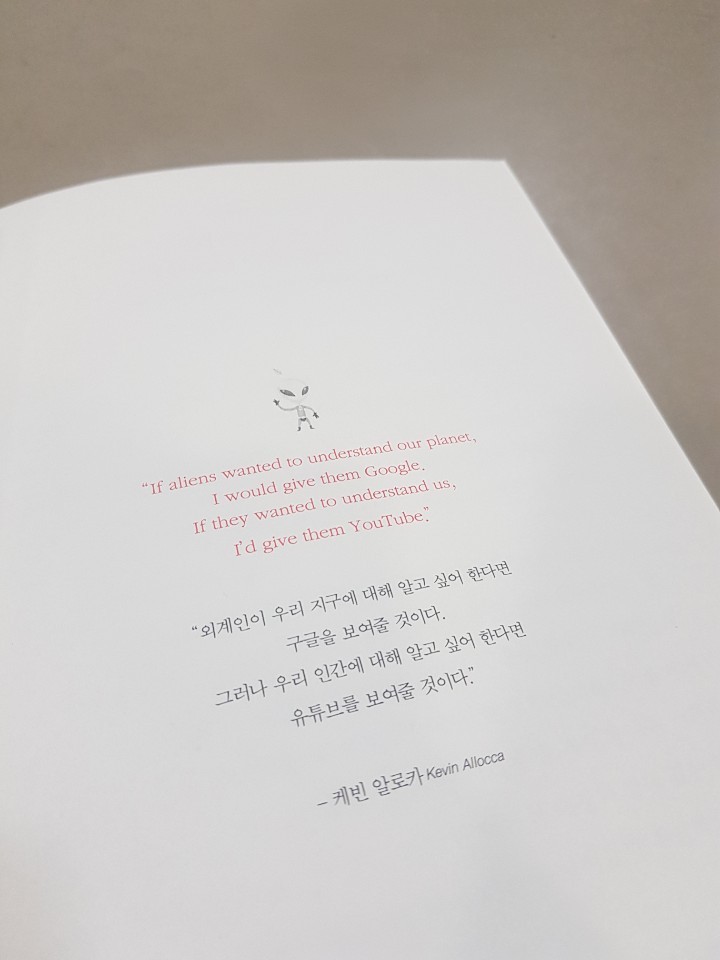 “If aliens wanted to understand our planet,
I would give them Google.
If they wanted to understand us,
I'd give them YouTube.”
“외계인이 우리 지구에 대해 알고 싶어 한다면
구글을 보여줄 것이다.
그러나 우리 인간에 대해 알고 싶어 한다면
유튜브를 보여줄 것이다.”
– 케빈 알로카 Kevin Allocca